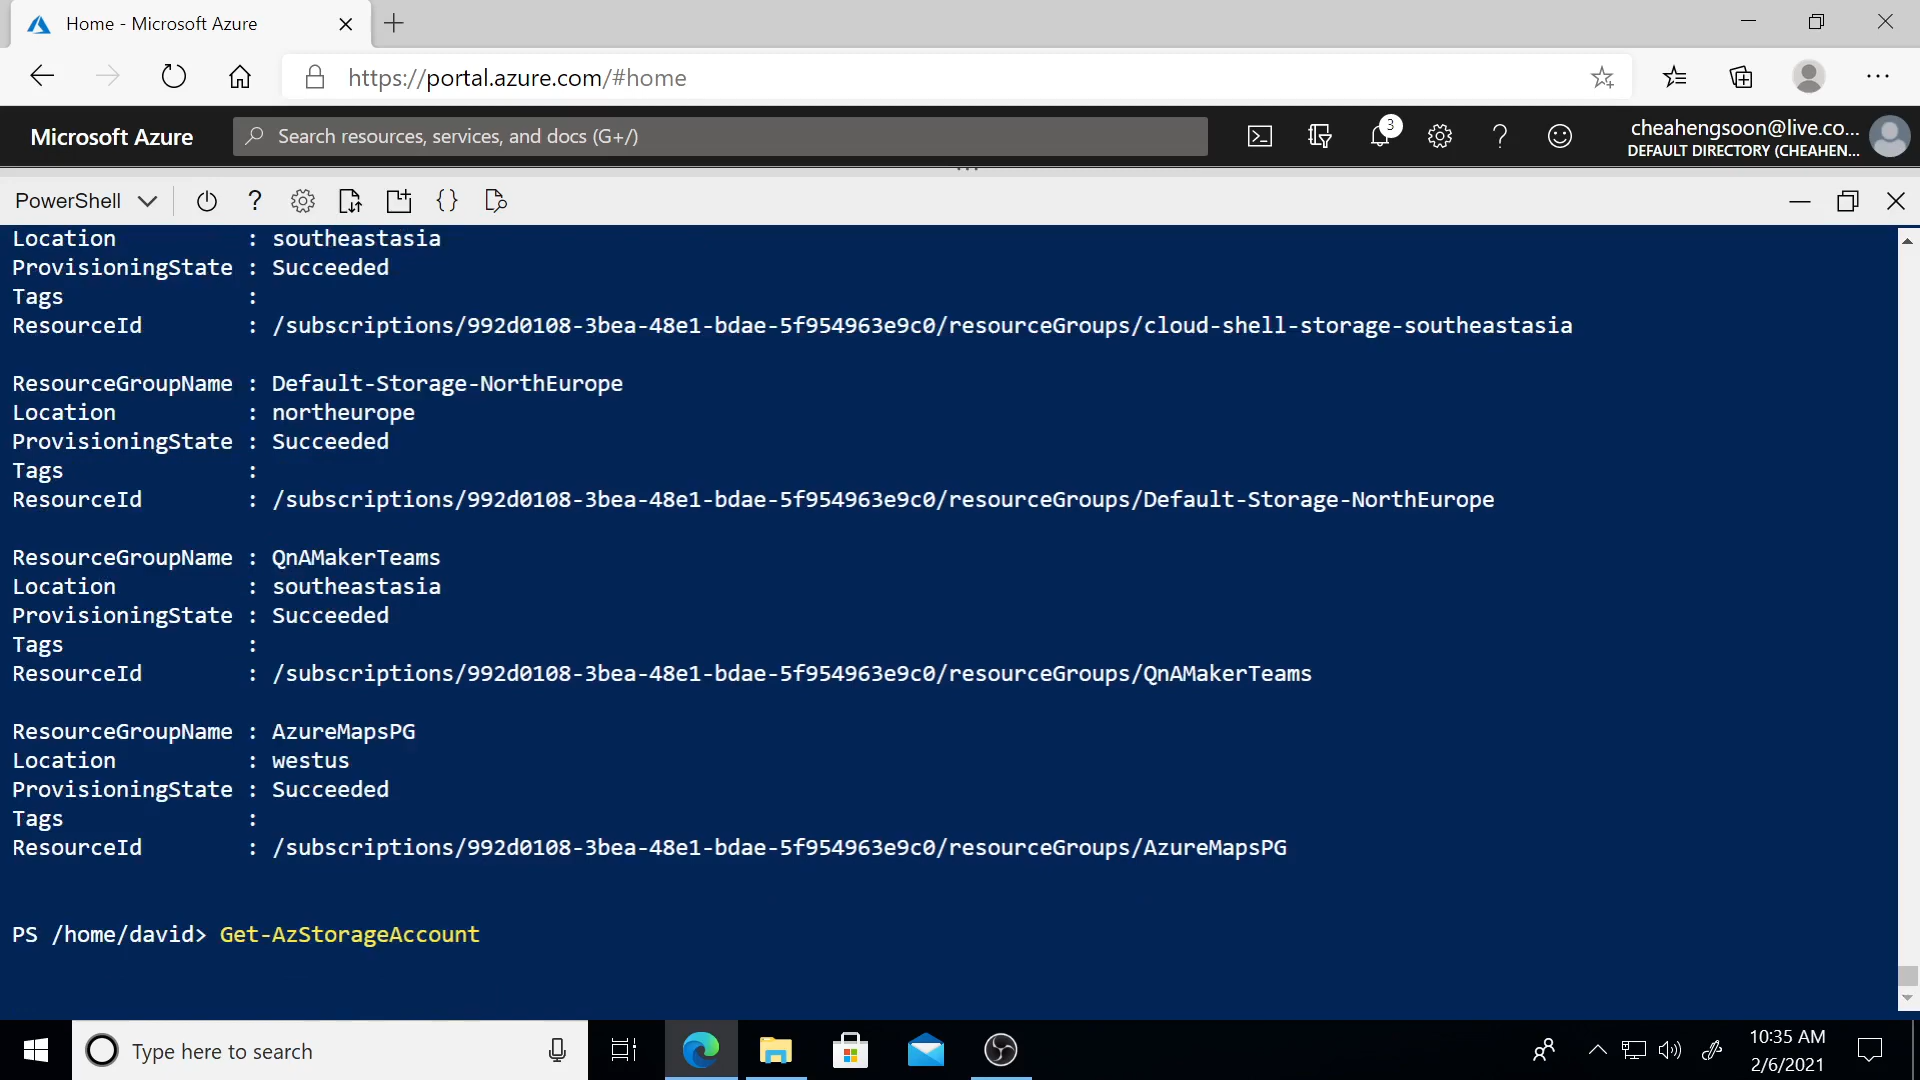 Home - Microsoft Azure
https://portal.azure.com/#home
Microsoft Azure
Search resources, services, and docs (G+/)
3
cheahengsoon@live.co...
DEFAULT DIRECTORY (CHEAHEN...
PowerShell
Location : southeastasia
ProvisioningState : Succeeded
Tags :
ResourceId : /subscriptions/992d0108-3bea-48e1-bdae-5f954963e9c0/resourceGroups/cloud-shell-storage-southeastasia
ResourceGroupName : Default-Storage-NorthEurope
Location : northeurope
ProvisioningState : Succeeded
Tags :
ResourceId : /subscriptions/992d0108-3bea-48e1-bdae-5f954963e9c0/resourceGroups/Default-Storage-NorthEurope
ResourceGroupName : QnAMakerTeams
Location : southeastasia
ProvisioningState : Succeeded
Tags :
ResourceId : /subscriptions/992d0108-3bea-48e1-bdae-5f954963e9c0/resourceGroups/QnAMakerTeams
ResourceGroupName : AzureMapsPG
Location : westus
ProvisioningState : Succeeded
Tags :
ResourceId : /subscriptions/992d0108-3bea-48e1-bdae-5f954963e9c0/resourceGroups/AzureMapsPG
PS /home/david> Get-AzStorageAccount
Type here to search
10:35 AM
2/6/2021